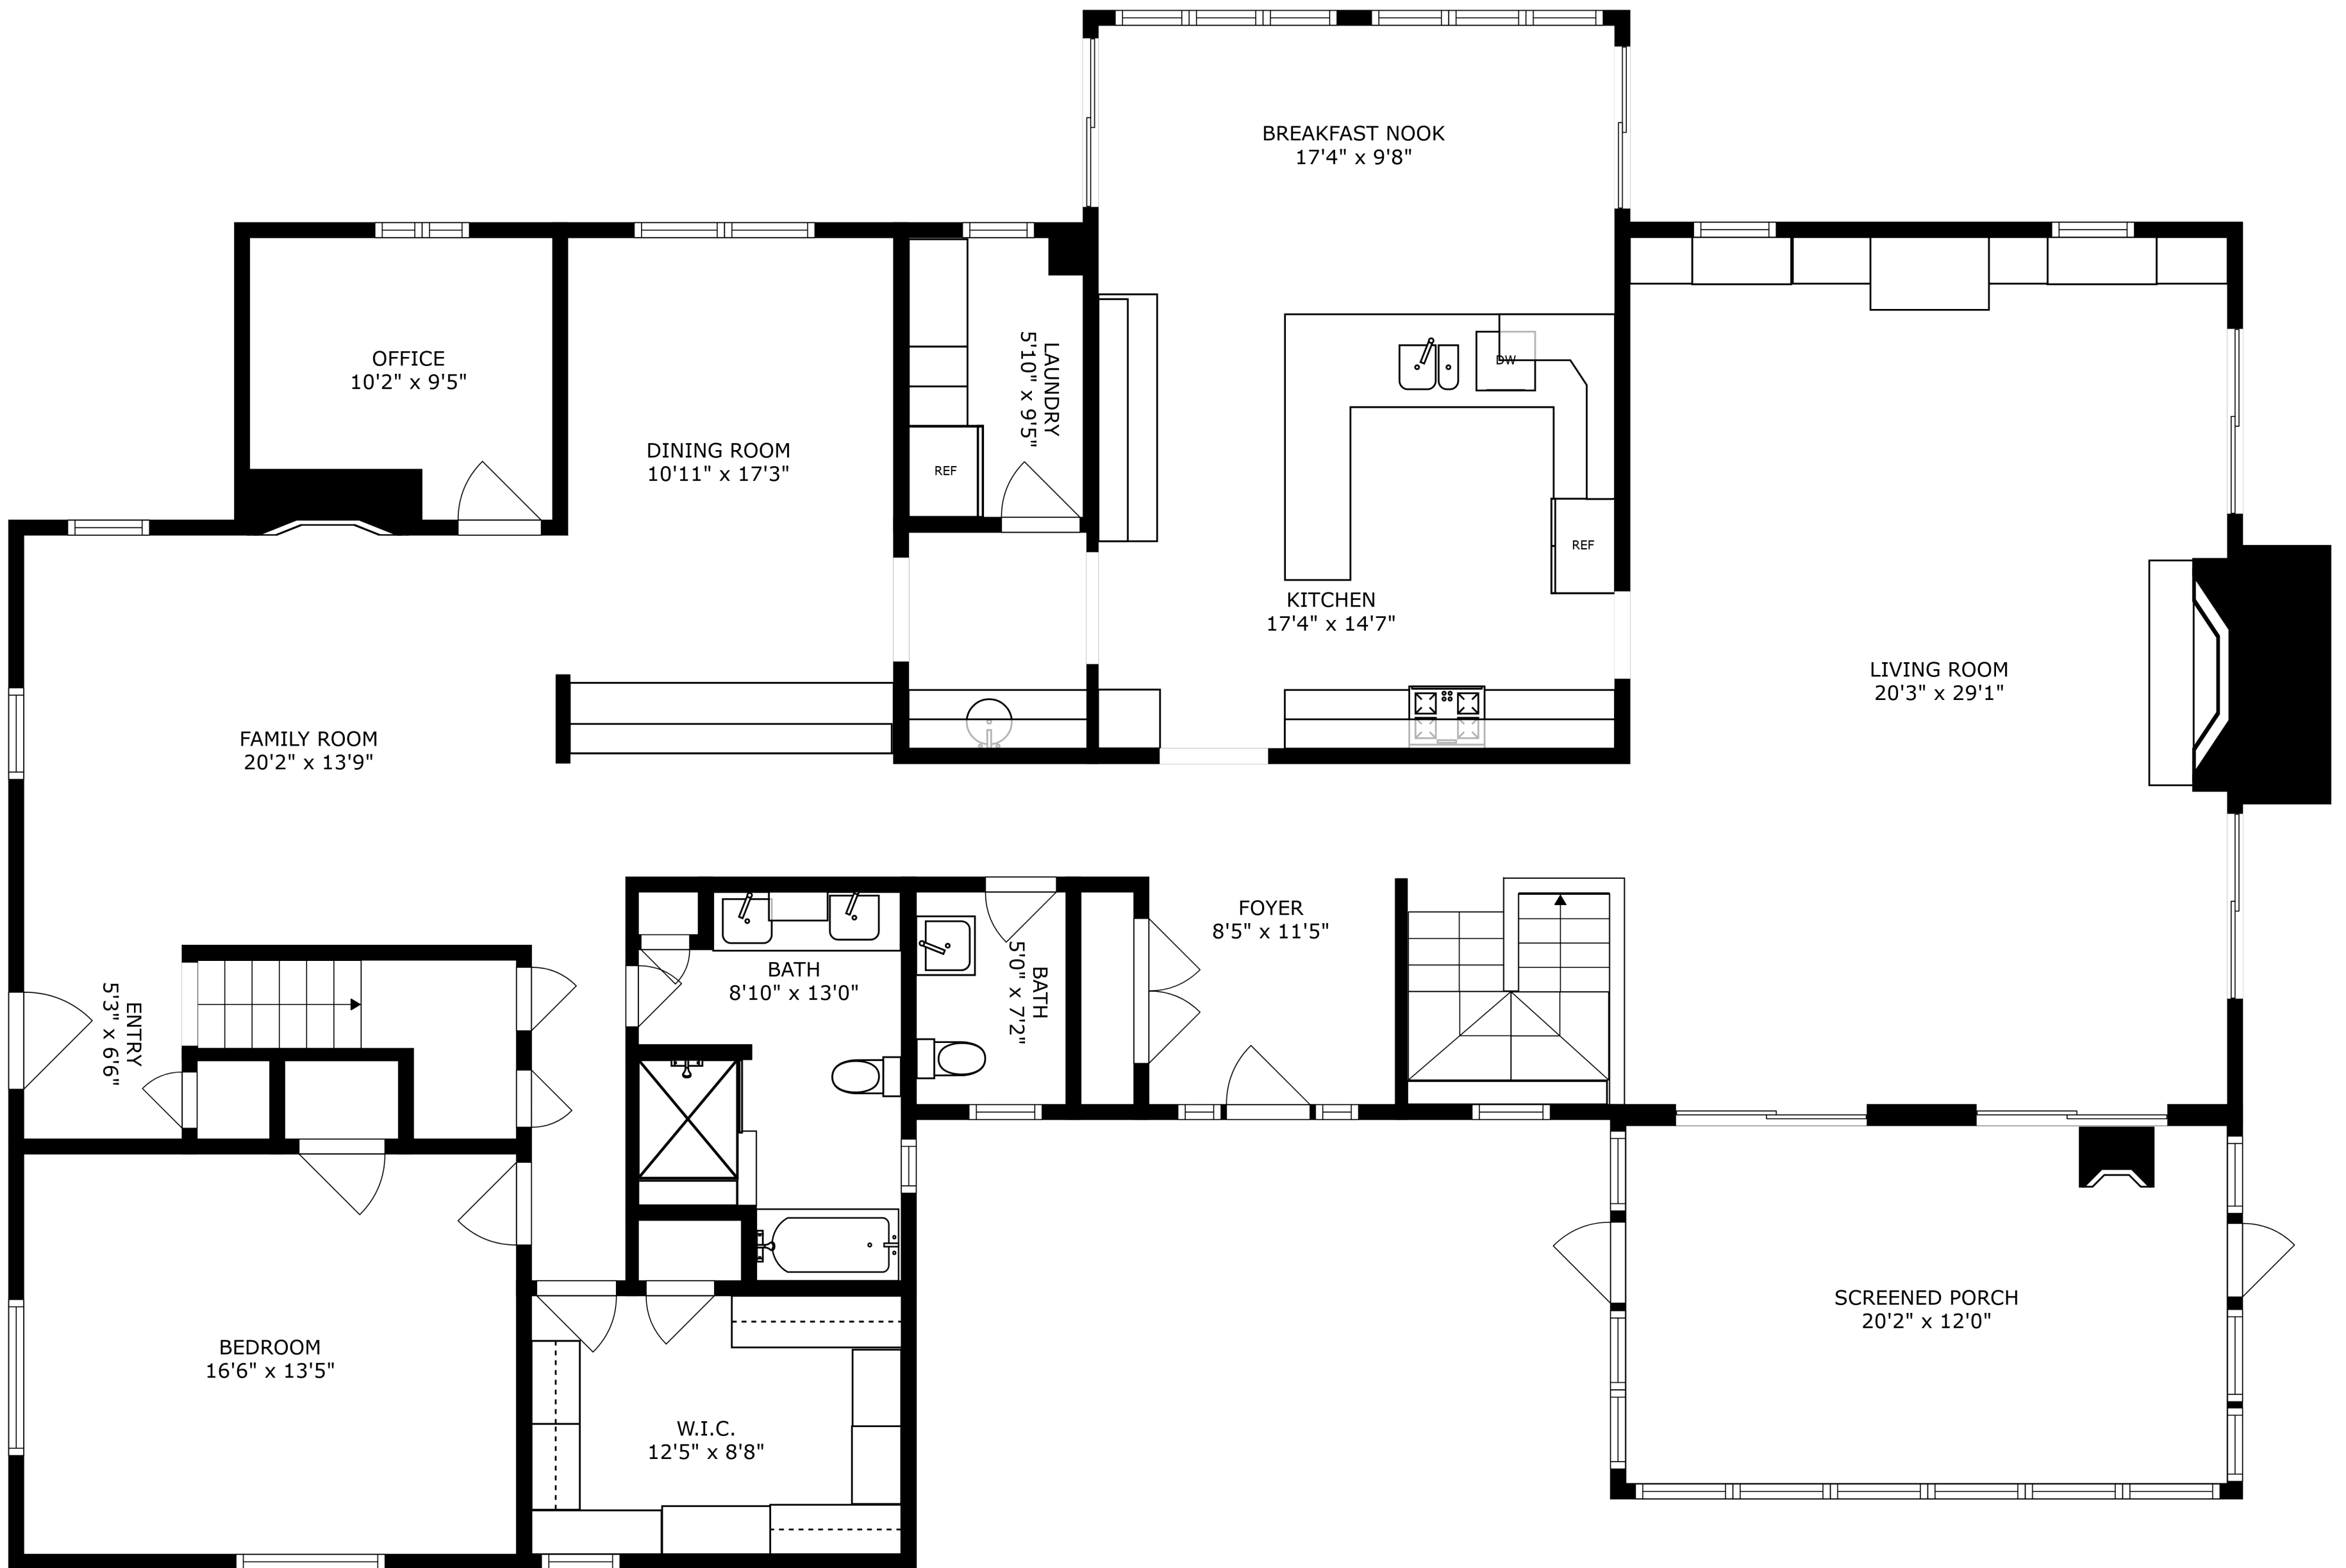 BREAKFAST NOOK
17'4" x 9'8"
OFFICE
10'2" x 9'5"
LAUNDRY
5'10" x 9'5"
DW
DINING ROOM
10'11" x 17'3"
REF
REF
KITCHEN
17'4" x 14'7"
LIVING ROOM
20'3" x 29'1"
FAMILY ROOM
20'2" x 13'9"
FOYER
8'5" x 11'5"
BATH
8'10" x 13'0"
BATH
5'0" x 7'2"
ENTRY
5'3" x 6'6"
SCREENED PORCH
20'2" x 12'0"
BEDROOM
16'6" x 13'5"
W.I.C.
12'5" x 8'8"